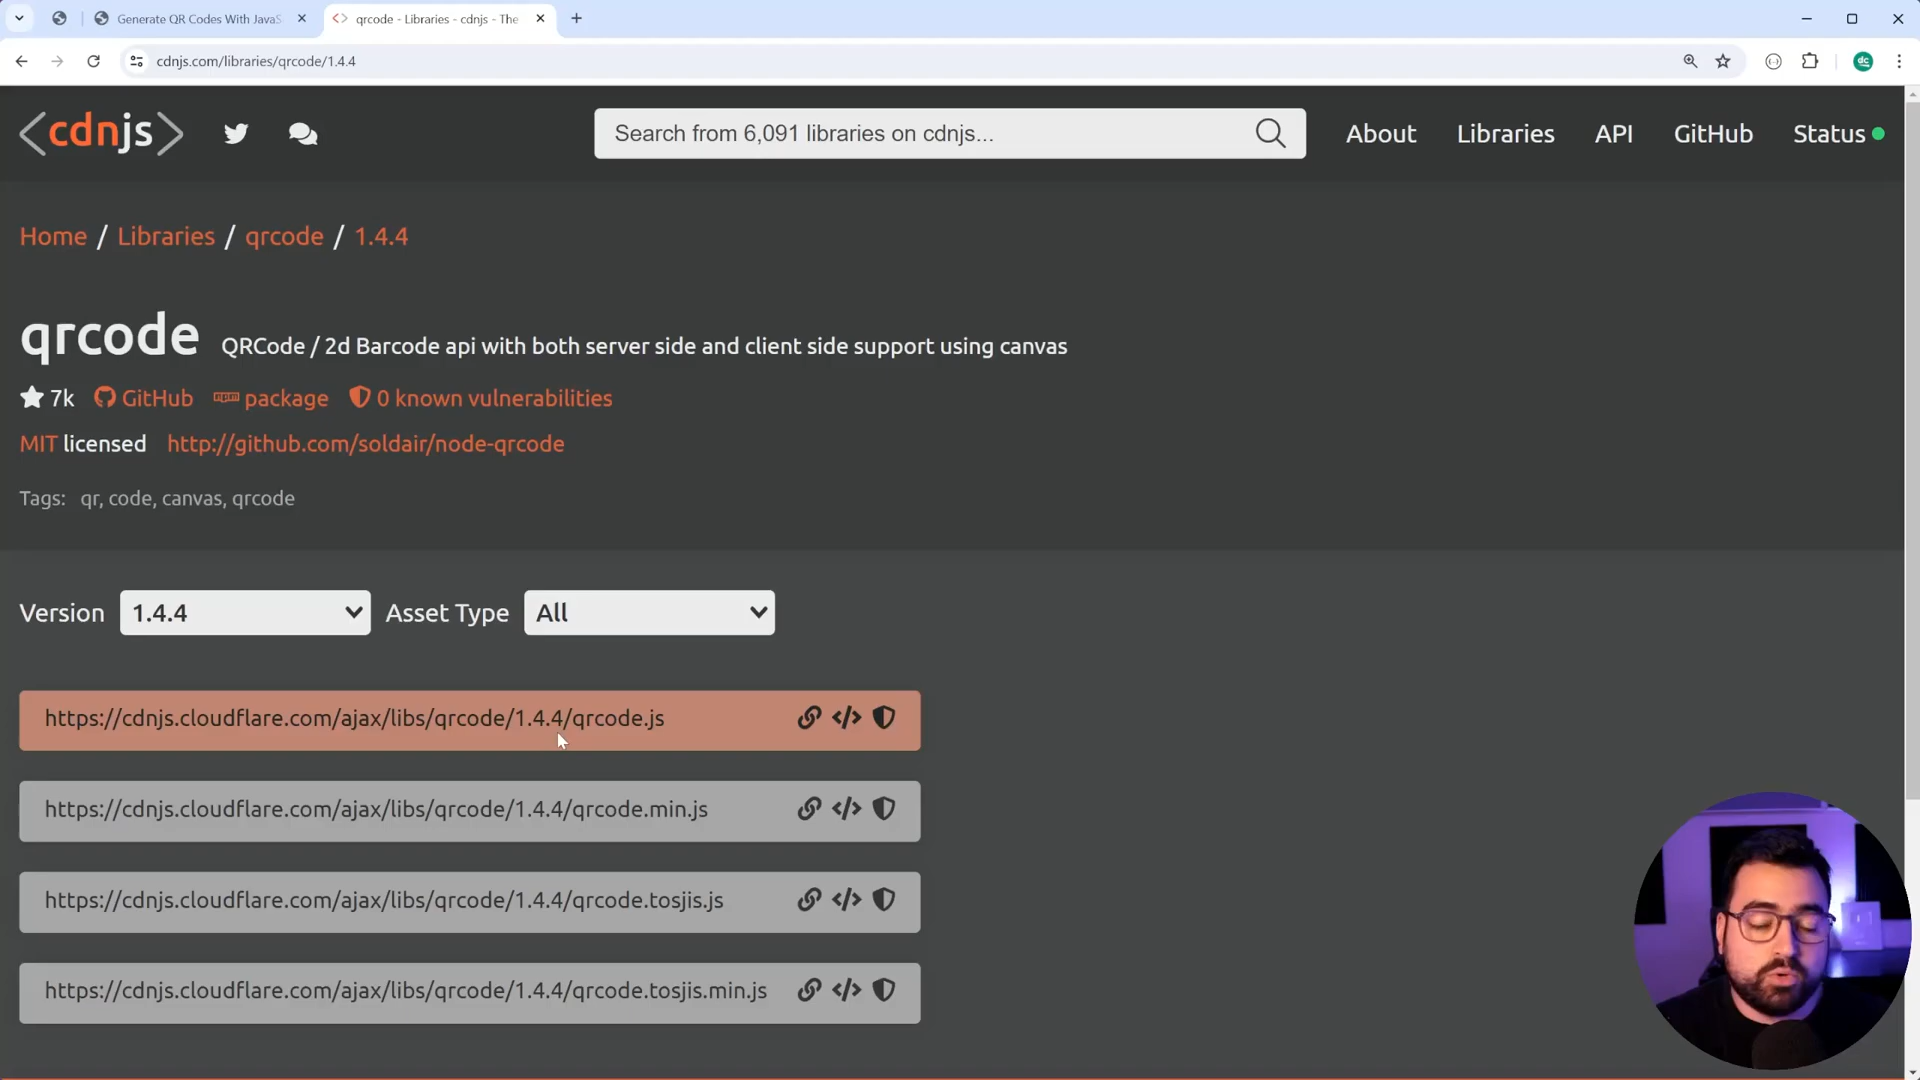 Generate QR Codes With JavaS
qrcode - Libraries - cdnjs - The
cdnjs.com/libraries/qrcode/1.4.4
dc
<cdnjs>
Search from 6,091 libraries on cdnjs...
About
Libraries
API
GitHub
Status
Home / Libraries / qrcode / 1.4.4
qrcode QRCode / 2d Barcode api with both server side and client side support using canvas
7k GitHub package 0 known vulnerabilities
MIT licensed http://github.com/soldair/node-qrcode
Tags: qr, code, canvas, qrcode
Version 1.4.4 Asset Type All
https://cdnjs.cloudflare.com/ajax/libs/qrcode/1.4.4/qrcode.js
https://cdnjs.cloudflare.com/ajax/libs/qrcode/1.4.4/qrcode.min.js
https://cdnjs.cloudflare.com/ajax/libs/qrcode/1.4.4/qrcode.tosjis.js
https://cdnjs.cloudflare.com/ajax/libs/qrcode/1.4.4/qrcode.tosjis.min.js